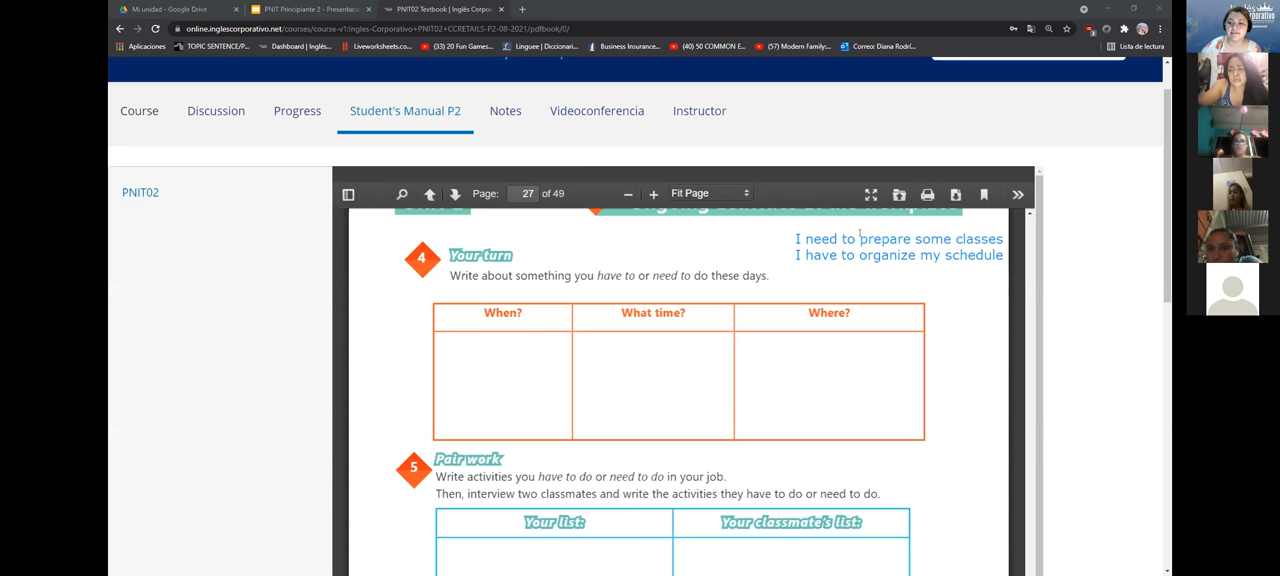 Mi unidad - Google Drive
PNIT Principiante 2 - Presentaci
PNIT02 Textbook | Inglés Corpor
online.inglescorporativo.net/courses/course-v1:Ingles-Corporativo+PNIT02+CCRETAILS-P2-08-2021/pdfbook/0/
Aplicaciones
TOPIC SENTENCE/P...
Dashboard | Inglés...
Liveworksheets.co...
(33) 20 Fun Games...
Linguee | Diccionari...
Business Insurance...
(40) 50 COMMON E...
(57) Modern Family:...
Correo: Diana Rodrí...
Lista de lectura
Course
Discussion
Progress
Student's Manual P2
Notes
Videoconferencia
Instructor
PNIT02
Page: 27 of 49
Fit Page
I need to prepare some classes
I have to organize my schedule
4
Your turn
Write about something you have to or need to do these days.
When?
What time?
Where?
5
Pair work
Write activities you have to do or need to do in your job.
Then, interview two classmates and write the activities they have to do or need to do.
Your list:
Your classmate's list: